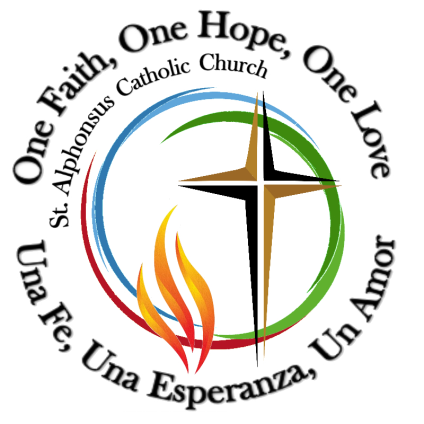 One Faith, One Hope, One Love
St. Alphonsus Catholic Church
Una Fe, Una Esperanza, Un Amor